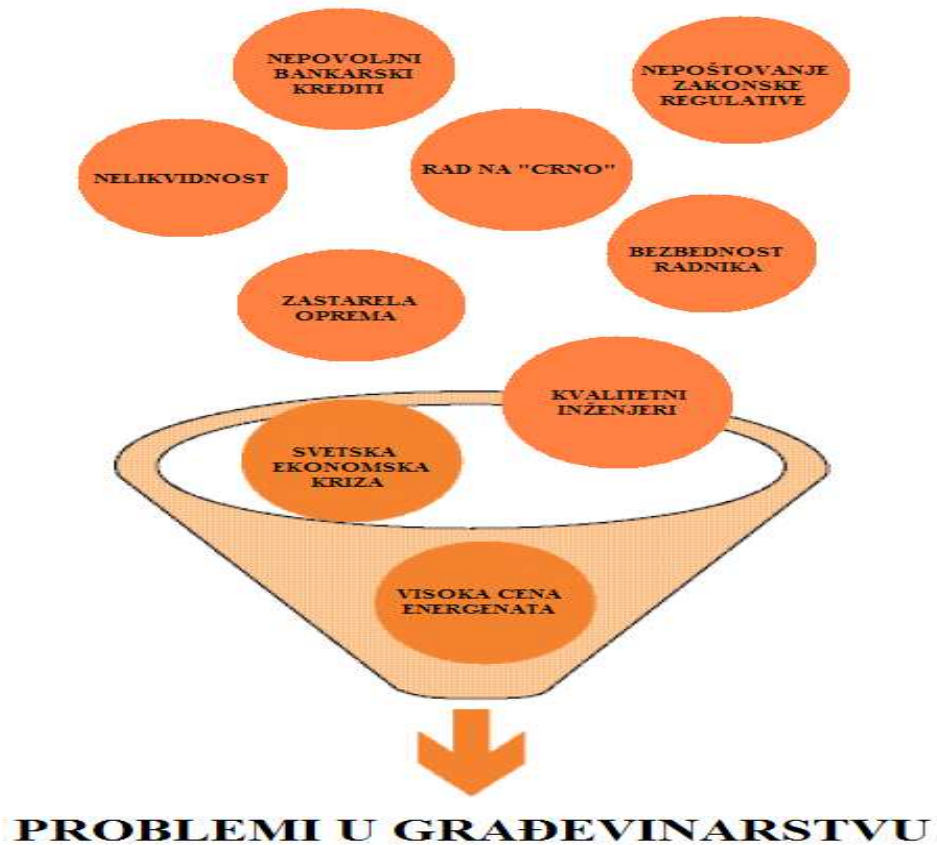 NEPOVOLJNI
BANKARSKI
KREDITI
NEPOŠTOVANJE
ZAKONSKE
REGULATIVE
NELIKVIDNOST
RAD NA "CRNO"
BEZBEDNOST
RADNIKA
ZASTARELA
OPREMA
KVALITETNI
INŽENJERI
SVETSKA
EKONOMSKA
KRIZA
VISOKA CENA
ENERGENATA
PROBLEMI U GRAĐEVINARSTVU